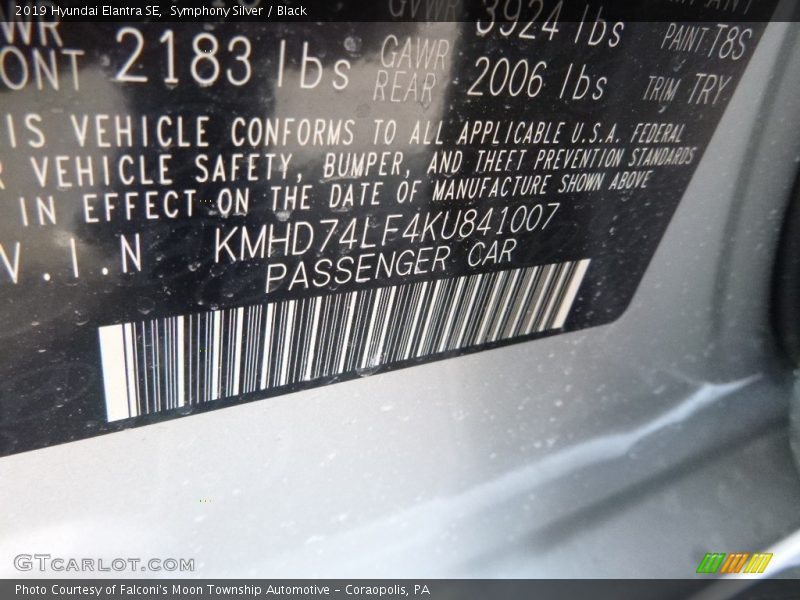 2019 Hyundai Elantra SE, Symphony Silver / Black
GVWR 3924 lbs
ONT 2183 lbs GAWR REAR 2006 lbs
PAINT T8S
TRIM TRY
IS VEHICLE CONFORMS TO ALL APPLICABLE U.S.A. FEDERAL
R VEHICLE SAFETY, BUMPER, AND THEFT PREVENTION STANDARDS
IN EFFECT ON THE DATE OF MANUFACTURE SHOWN ABOVE
V.I.N KMHD74LF4KU841007
PASSENGER CAR
GTCARLOT.COM
Photo Courtesy of Falconi's Moon Township Automotive - Coraopolis, PA